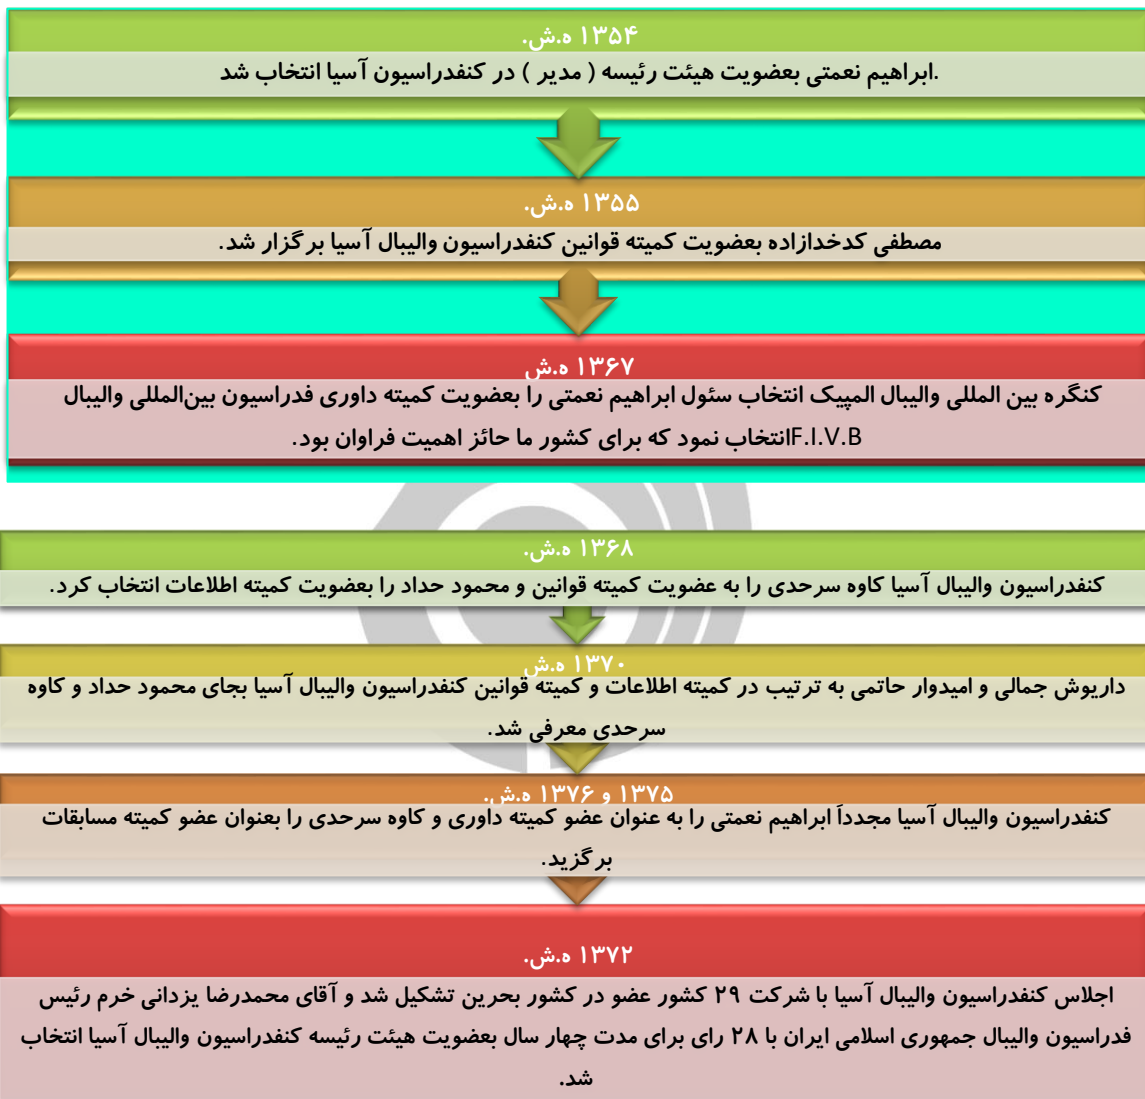 ۱۳۵۴ ه.ش.
ابراهیم نعمتی بعضویت هیئت رئیسه ( مدیر ) در کنفدراسیون آسیا انتخاب شد.
۱۳۵۵ ه.ش.
مصطفی کدخدازاده بعضویت کمیته قوانین کنفدراسیون والیبال آسیا برگزار شد.
۱۳۶۷ ه.ش
کنگره بین المللی والیبال المپیک انتخاب سئول ابراهیم نعمتی را بعضویت کمیته داوری فدراسیون بین‌المللی والیبال
F.I.V.Bانتخاب نمود که برای کشور ما حائز اهمیت فراوان بود.
۱۳۶۸ ه.ش.
کنفدراسیون والیبال آسیا کاوه سرحدی را به عضویت کمیته قوانین و محمود حداد را بعضویت کمیته اطلاعات انتخاب کرد.
۱۳۷۰ ه.ش
داریوش جمالی و امیدوار حاتمی به ترتیب در کمیته اطلاعات و کمیته قوانین کنفدراسیون والیبال آسیا بجای محمود حداد و کاوه
سرحدی معرفی شد.
۱۳۷۵ و ۱۳۷۶ ه.ش.
کنفدراسیون والیبال آسیا مجدداَ ابراهیم نعمتی را به عنوان عضو کمیته داوری و کاوه سرحدی را بعنوان عضو کمیته مسابقات
برگزید.
۱۳۷۲ ه.ش.
اجلاس کنفدراسیون والیبال آسیا با شرکت ۲۹ کشور عضو در کشور بحرین تشکیل شد و آقای محمدرضا یزدانی خرم رئیس
فدراسیون والیبال جمهوری اسلامی ایران با ۲۸ رای برای مدت چهار سال بعضویت هیئت رئیسه کنفدراسیون والیبال آسیا انتخاب
شد.